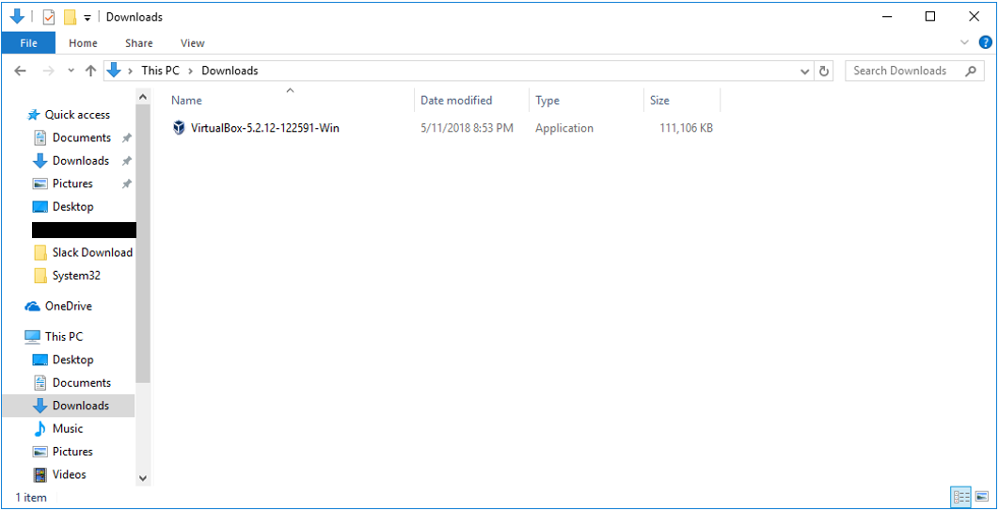 Downloads
File Home Share View
This PC Downloads Search Downloads
Name Date modified Type Size
VirtualBox-5.2.12-122591-Win 5/11/2018 8:53 PM Application 111,106 KB
Quick access
Documents
Downloads
Pictures
Desktop
Slack Download
System32
OneDrive
This PC
Desktop
Documents
Downloads
Music
Pictures
Videos
1 item